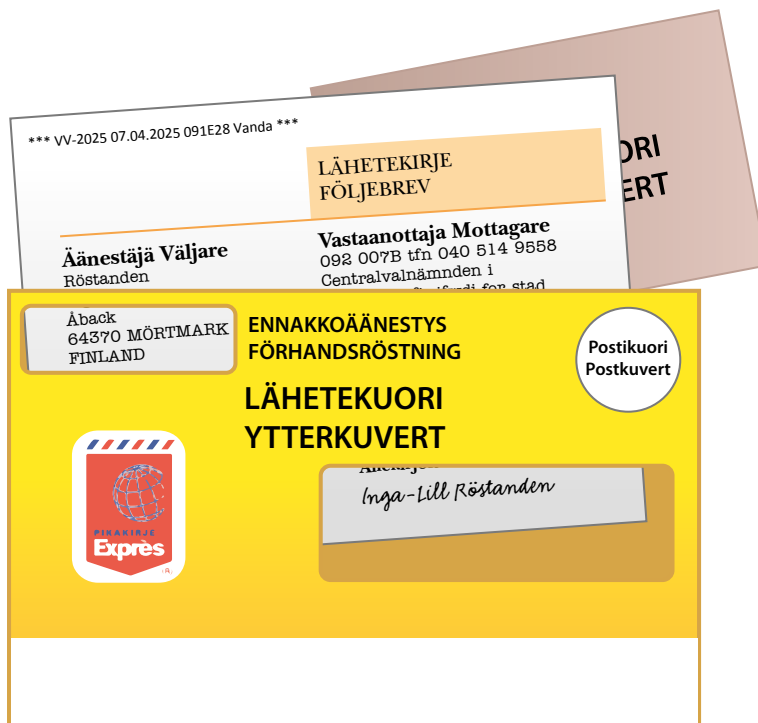 *** VV-2025 07.04.2025 091E28 Vanda ***
LÄHETEKIRJE
FÖLJEBREV
ORI
ERT
Äänestäjä Väljare
Röstanden
Vastaanottaja Mottagare
092 007B tfn 040 514 9558
Centralvalnämnden i
för stad
Åback
64370 MÖRTMARK
FINLAND
ENNAKKOÄÄNESTYS
FÖRHANDSRÖSTNING
Postikuori
Postkuvert
LÄHETEKUORI
YTTERKUVERT
Inga-Lill Röstanden
PIKAKIRJE
Exprès